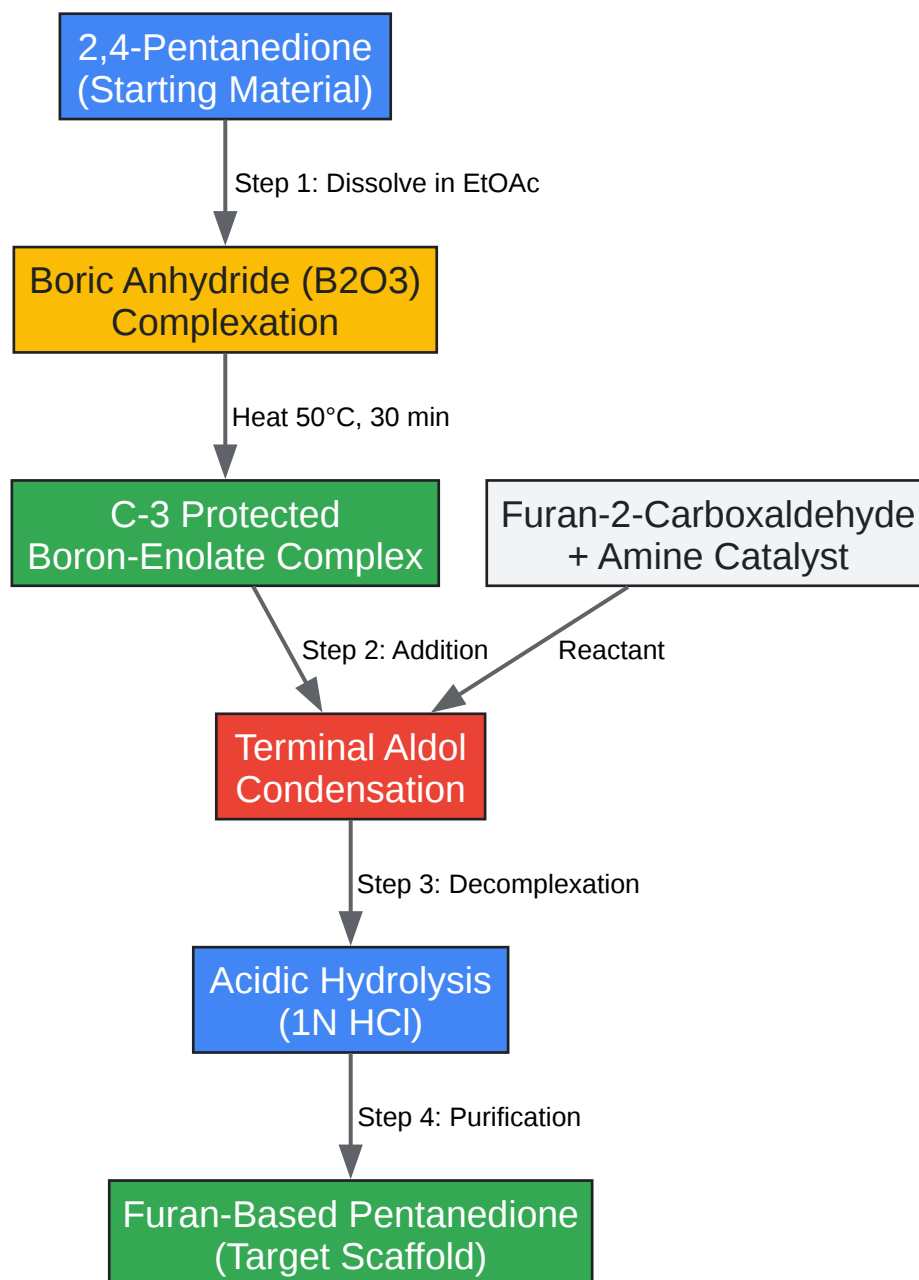 2,4-Pentanedione
(Starting Material)
Step 1: Dissolve in EtOAc
Boric Anhydride (B2O3)
Complexation
Heat 50°C, 30 min
C-3 Protected
Boron-Enolate Complex
Furan-2-Carboxaldehyde
+ Amine Catalyst
Step 2: Addition
Reactant
Terminal Aldol
Condensation
Step 3: Decomplexation
Acidic Hydrolysis
(1N HCl)
Step 4: Purification
Furan-Based Pentanedione
(Target Scaffold)